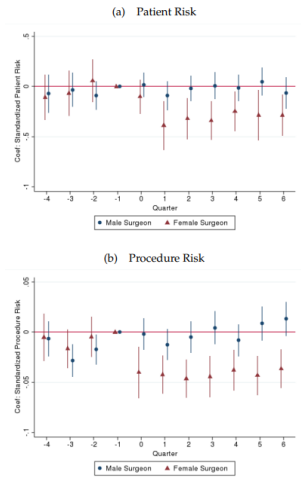 (a) Patient Risk
Coef: Standardized Patient Risk
.5
0
-.5
-1
-4 -3 -2 -1 0 1 2 3 4 5 6
Quarter
Male Surgeon Female Surgeon
(b) Procedure Risk
Coef: Standardized Procedure Risk
.05
0
-.05
-.1
-4 -3 -2 -1 0 1 2 3 4 5 6
Quarter
Male Surgeon Female Surgeon